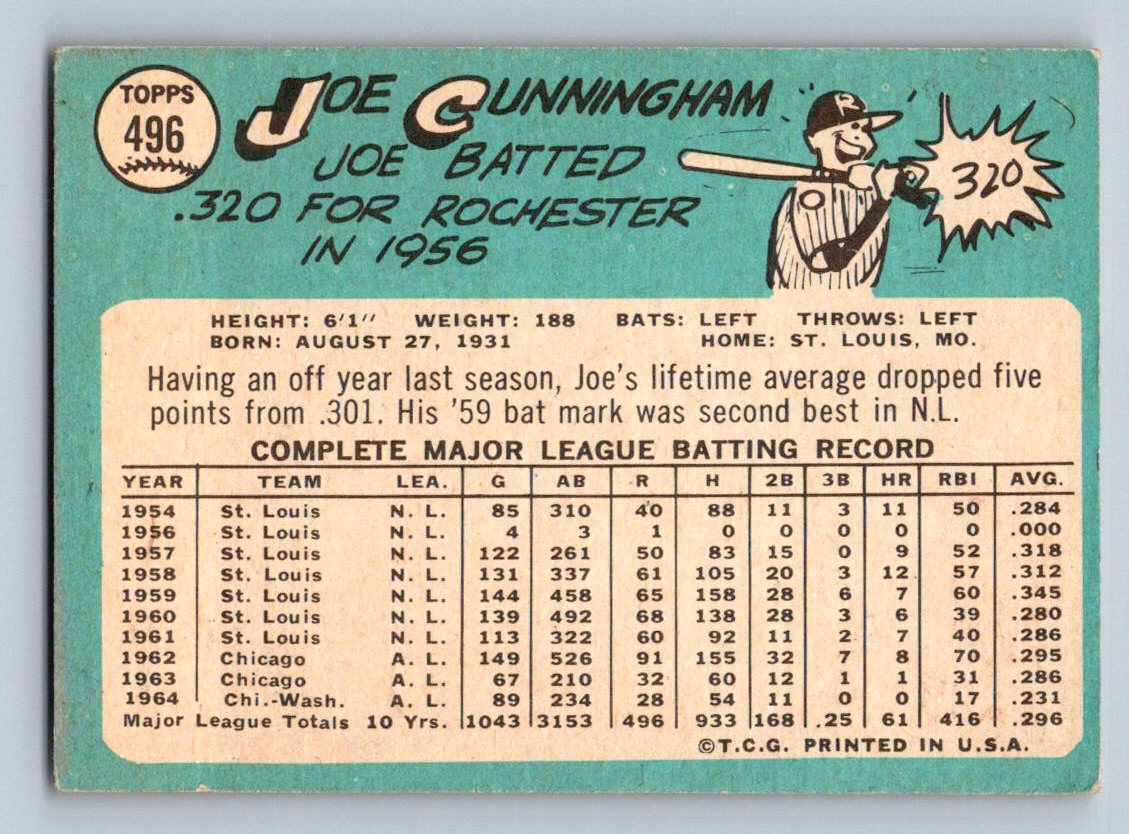 TOPPS
496
JOE CUNNINGHAM
JOE BATTED
.320 FOR ROCHESTER
IN 1956
R
320
HEIGHT: 6'1" WEIGHT: 188 BATS: LEFT THROWS: LEFT
BORN: AUGUST 27, 1931 HOME: ST. LOUIS, MO.
Having an off year last season, Joe's lifetime average dropped five
points from .301. His '59 bat mark was second best in N.L.
COMPLETE MAJOR LEAGUE BATTING RECORD
YEAR TEAM LEA. G AB R H 2B 3B HR RBI AVG.
1954 St. Louis N. L. 85 310 40 88 11 3 11 50 .284
1956 St. Louis N. L. 4 3 1 0 0 0 0 0 .000
1957 St. Louis N. L. 122 261 50 83 15 0 9 52 .318
1958 St. Louis N. L. 131 337 61 105 20 3 12 57 .312
1959 St. Louis N. L. 144 458 65 158 28 6 7 60 .345
1960 St. Louis N. L. 139 492 68 138 28 3 6 39 .280
1961 St. Louis N. L. 113 322 60 92 11 2 7 40 .286
1962 Chicago A. L. 149 526 91 155 32 7 8 70 .295
1963 Chicago A. L. 67 210 32 60 12 1 1 31 .286
1964 Chi.-Wash. A. L. 89 234 28 54 11 0 0 17 .231
Major League Totals 10 Yrs. 1043 3153 496 933 168 .25 61 416 .296
©T.C.G. PRINTED IN U.S.A.